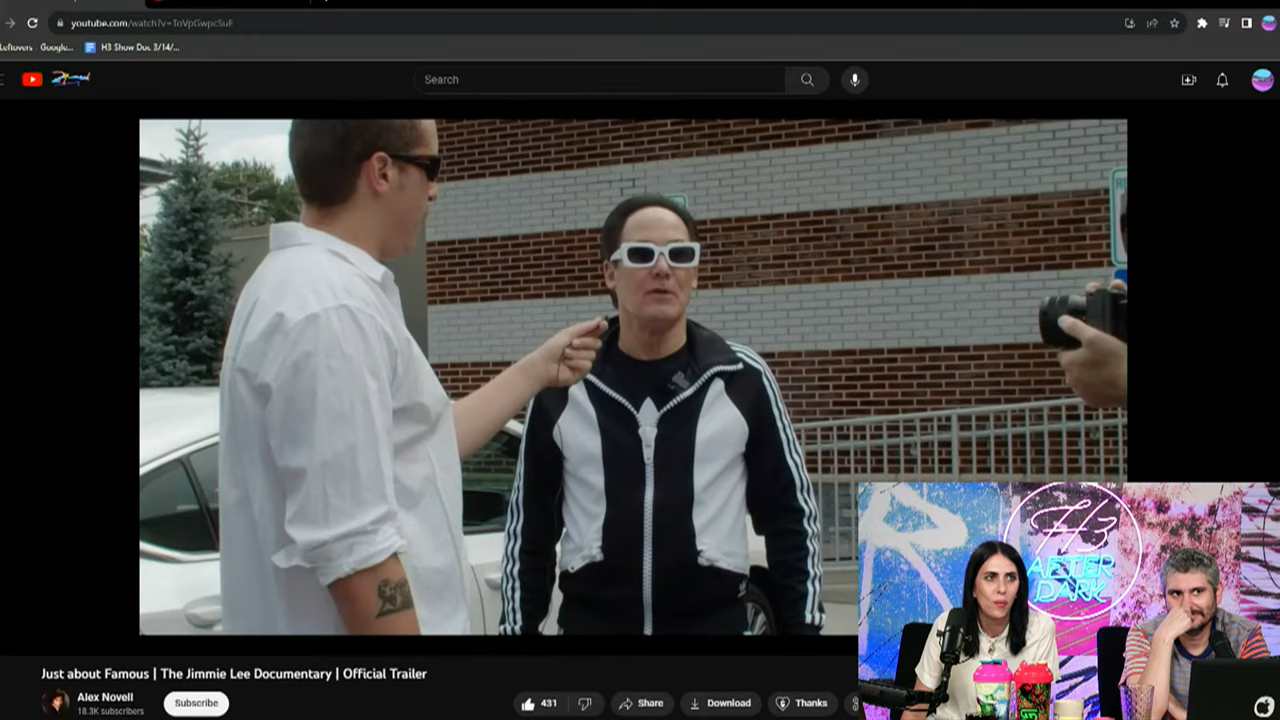 youtube.com/watch?v=ToVpGwpcSuE
Leftovers - Google...
H3 Show Doc 3/14/...
Search
H3
AFTER
DARK
Just about Famous | The Jimmie Lee Documentary | Official Trailer
Alex Novell
18.3K subscribers
Subscribe
431
Share
Download
Thanks